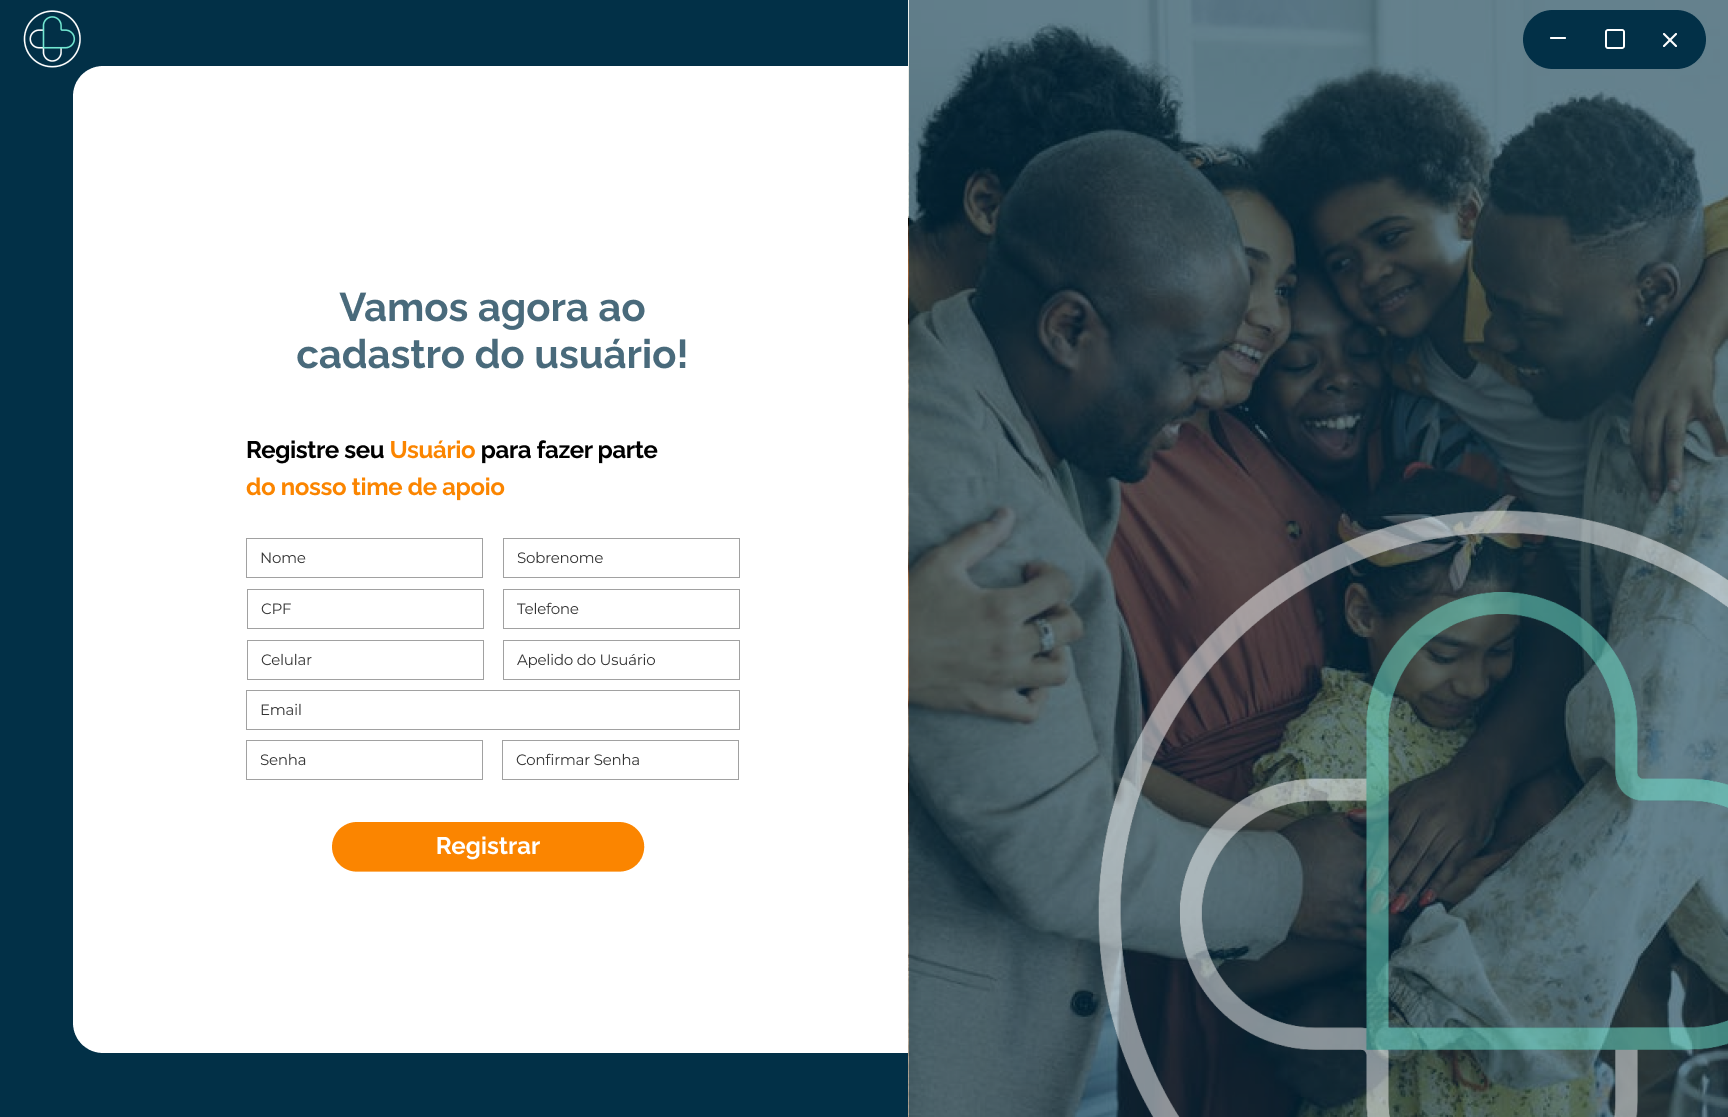 Vamos agora ao
cadastro do usuário!
Registre seu Usuário para fazer parte
do nosso time de apoio
Nome
Sobrenome
CPF
Telefone
Celular
Apelido do Usuário
Email
Senha
Confirmar Senha
Registrar